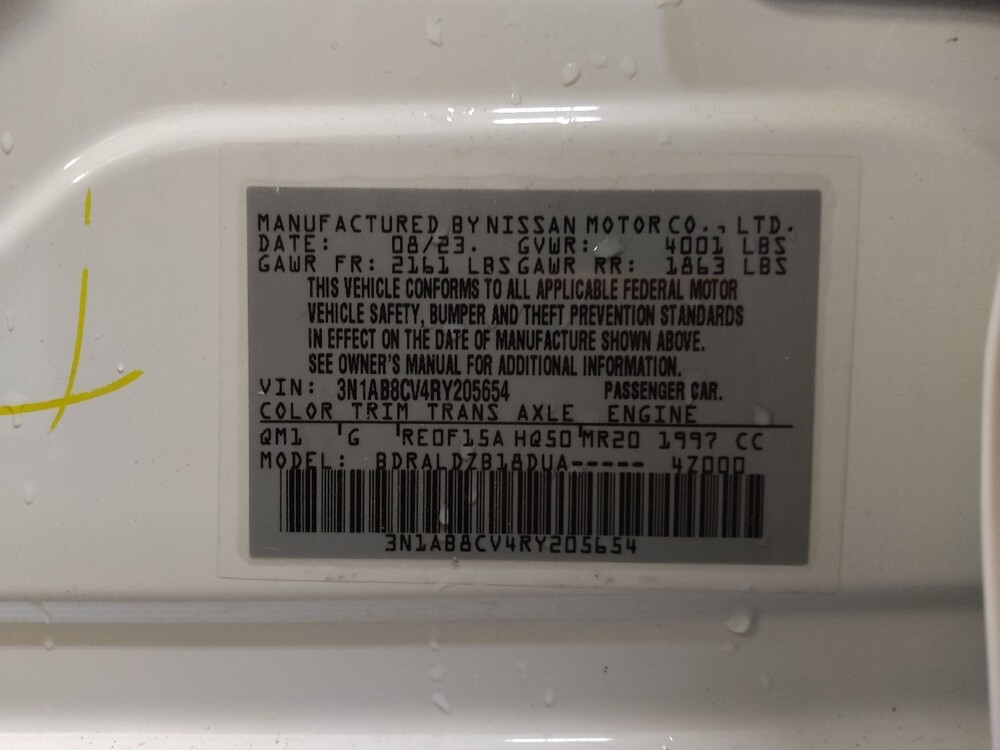 MANUFACTURED BY NISSAN MOTOR CO., LTD.
DATE: 08/23. GVWR: 4001 LBS
GAWR FR: 2161 LBS GAWR RR: 1863 LBS
THIS VEHICLE CONFORMS TO ALL APPLICABLE FEDERAL MOTOR
VEHICLE SAFETY, BUMPER AND THEFT PREVENTION STANDARDS
IN EFFECT ON THE DATE OF MANUFACTURE SHOWN ABOVE.
SEE OWNER'S MANUAL FOR ADDITIONAL INFORMATION.
VIN: 3N1AB8CV4RY205654 PASSENGER CAR.
COLOR TRIM TRANS AXLE ENGINE
QM1 G RE0F15A HQ50 MR20 1997 CC
MODEL: BDRALDZB18DUA----- 47000
3N1AB8CV4RY205654